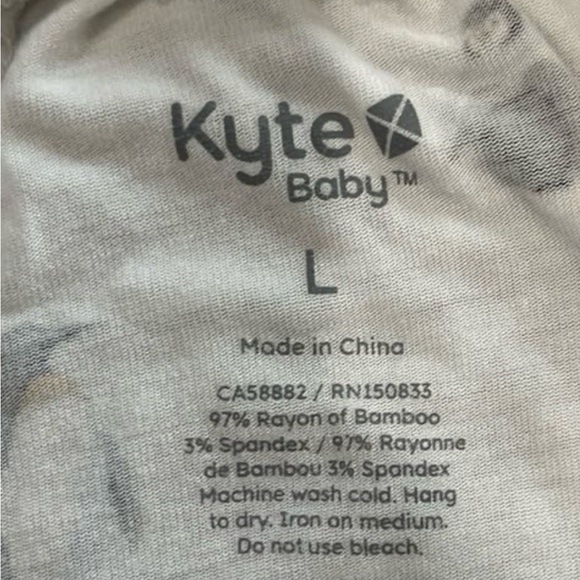 Kyte
Baby™
L
Made in China
CA58882 / RN150833
97% Rayon of Bamboo
3% Spandex / 97% Rayonne
de Bambou 3% Spandex
Machine wash cold. Hang
to dry. Iron on medium.
Do not use bleach.